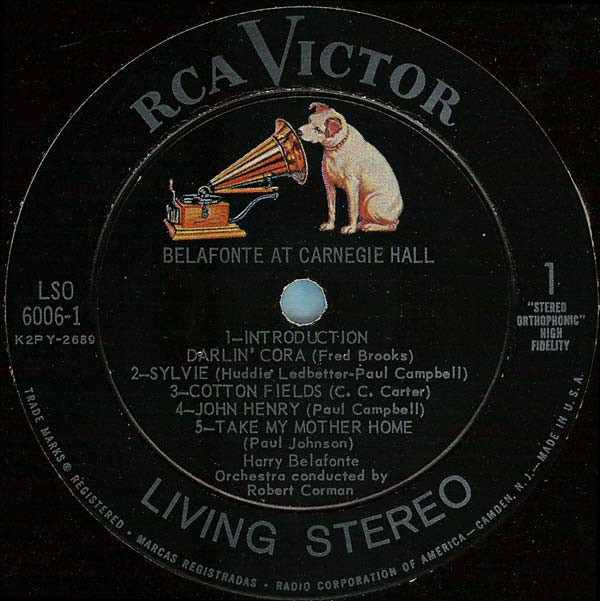 RCA VICTOR
BELAFONTE AT CARNEGIE HALL
LSO
6006-1
K2PY-2689
1
"STEREO
ORTHOPHONIC"
HIGH
FIDELITY
1—INTRODUCTION
DARLIN' CORA (Fred Brooks)
2—SYLVIE (Huddie Ledbetter-Paul Campbell)
3—COTTON FIELDS (C. C. Carter)
4—JOHN HENRY (Paul Campbell)
5—TAKE MY MOTHER HOME
(Paul Johnson)
Harry Belafonte
Orchestra conducted by
Robert Corman
LIVING STEREO
TRADE MARKS ® REGISTERED • MARCAS REGISTRADAS • RADIO CORPORATION OF AMERICA—CAMDEN, N. J.—MADE IN U. S. A.